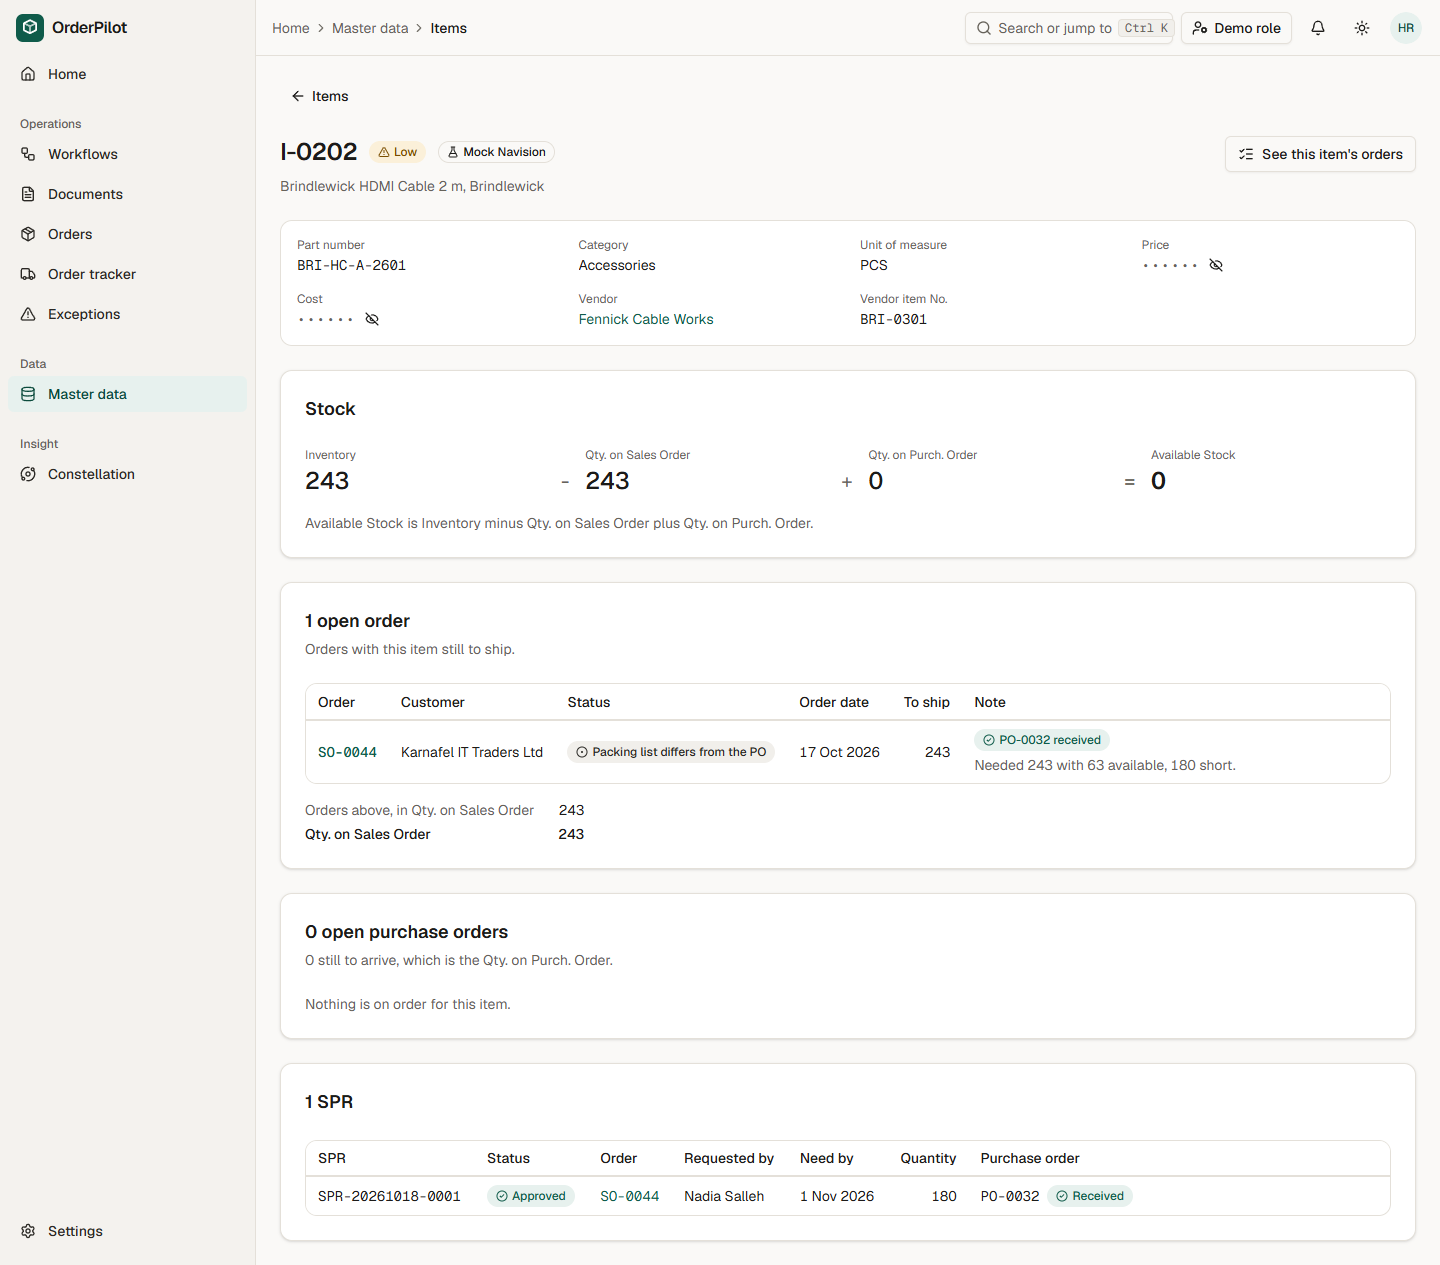 OrderPilot
Home
Operations
Workflows
Documents
Orders
Order tracker
Exceptions
Data
Master data
Insight
Constellation
Settings
Home > Master data > Items
Search or jump to Ctrl K
Demo role
HR
Items
I-0202 Low Mock Navision
See this item's orders
Brindlewick HDMI Cable 2 m, Brindlewick
Part number Category Unit of measure Price
BRI-HC-A-2601 Accessories PCS ••••••
Cost Vendor Vendor item No.
•••••• Fennick Cable Works BRI-0301
Stock
Inventory Qty. on Sales Order Qty. on Purch. Order Available Stock
243 - 243 + 0 = 0
Available Stock is Inventory minus Qty. on Sales Order plus Qty. on Purch. Order.
1 open order
Orders with this item still to ship.
Order Customer Status Order date To ship Note
SO-0044 Karnafel IT Traders Ltd Packing list differs from the PO 17 Oct 2026 243 PO-0032 received
Needed 243 with 63 available, 180 short.
Orders above, in Qty. on Sales Order 243
Qty. on Sales Order 243
0 open purchase orders
0 still to arrive, which is the Qty. on Purch. Order.
Nothing is on order for this item.
1 SPR
SPR Status Order Requested by Need by Quantity Purchase order
SPR-20261018-0001 Approved SO-0044 Nadia Salleh 1 Nov 2026 180 PO-0032 Received